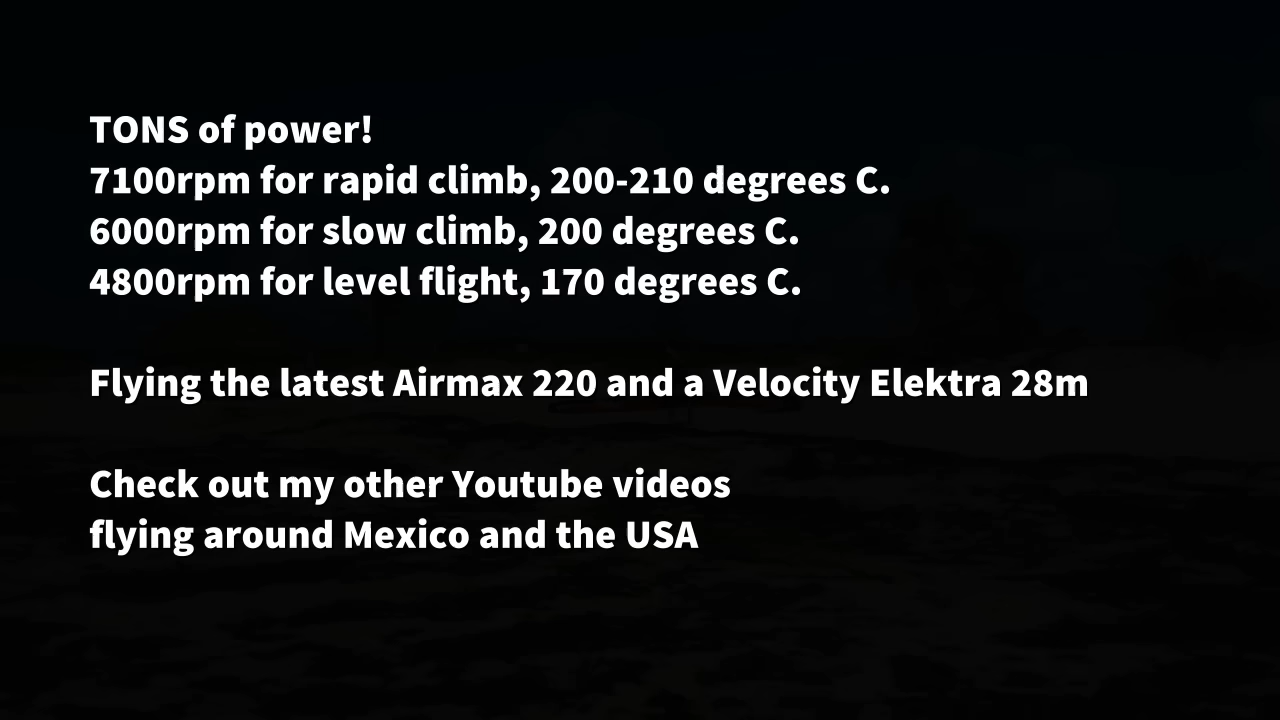 TONS of power!
7100rpm for rapid climb, 200-210 degrees C.
6000rpm for slow climb, 200 degrees C.
4800rpm for level flight, 170 degrees C.
Flying the latest Airmax 220 and a Velocity Elektra 28m
Check out my other Youtube videos
flying around Mexico and the USA